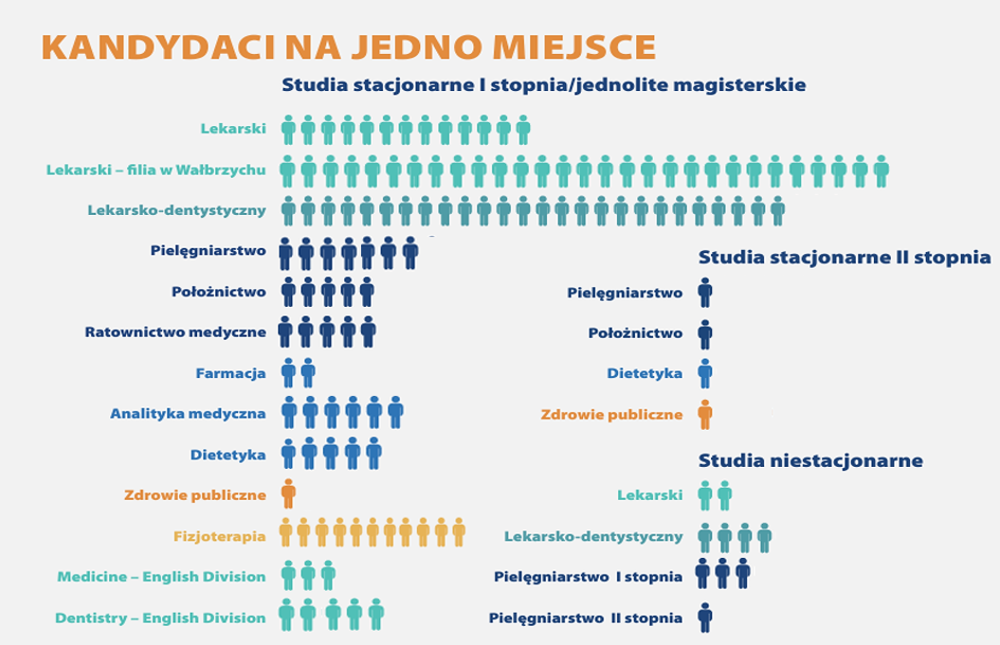 KANDYDACI NA JEDNO MIEJSCE
Studia stacjonarne I stopnia/jednolite magisterskie
Lekarski
Lekarski – filia w Wałbrzychu
Lekarsko-dentystyczny
Pielęgniarstwo
Położnictwo
Ratownictwo medyczne
Farmacja
Analityka medyczna
Dietetyka
Zdrowie publiczne
Fizjoterapia
Medicine – English Division
Dentistry – English Division
Studia stacjonarne II stopnia
Pielęgniarstwo
Położnictwo
Dietetyka
Zdrowie publiczne
Studia niestacjonarne
Lekarski
Lekarsko-dentystyczny
Pielęgniarstwo I stopnia
Pielęgniarstwo II stopnia